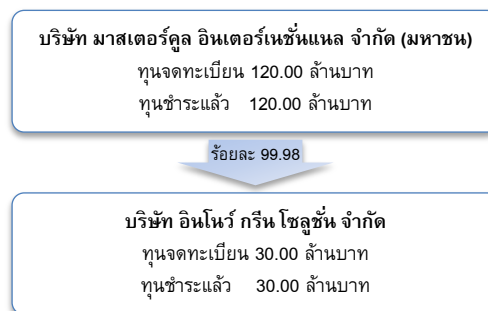 บริษัท มาสเตอร์คูล อินเตอร์เนชั่นแนล จำกัด (มหาชน)
ทุนจดทะเบียน 120.00 ล้านบาท
ทุนชำระแล้ว 120.00 ล้านบาท
ร้อยละ 99.98
บริษัท อินโนว์ กรีน โซลูชั่น จำกัด
ทุนจดทะเบียน 30.00 ล้านบาท
ทุนชำระแล้ว 30.00 ล้านบาท